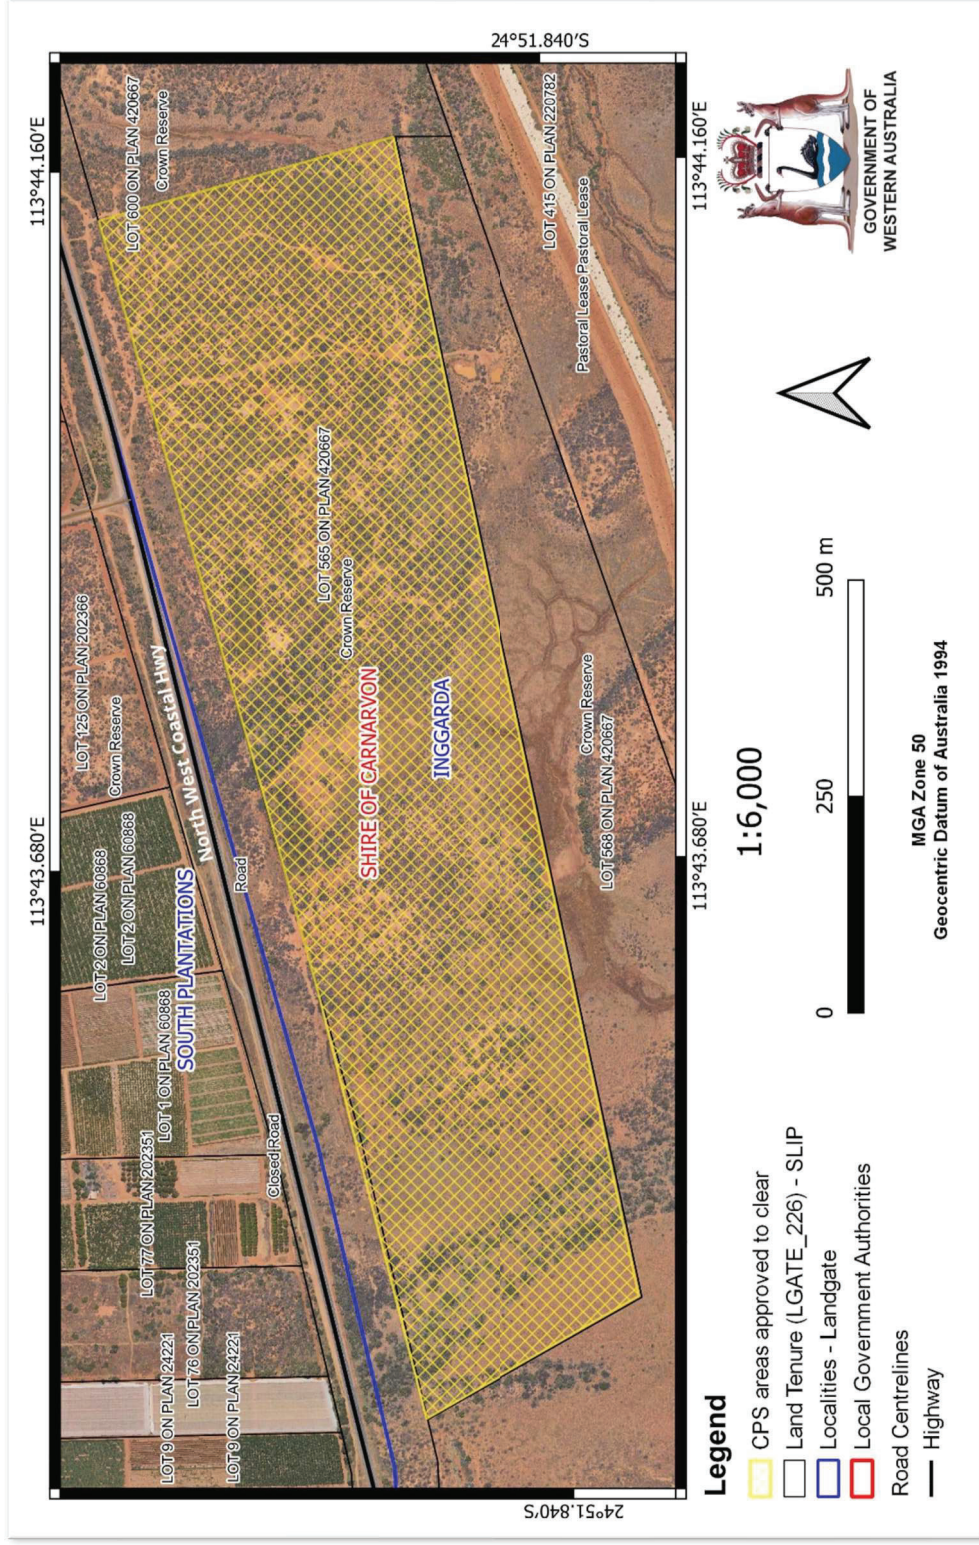 24°51.840'S
113°44.160'E
113°43.680'E
LOT 600 ON PLAN 420667
Crown Reserve
LOT 125 ON PLAN 202366
Crown Reserve
North West Coastal Hwy
LOT 2 ON PLAN 60868
LOT 2 ON PLAN 60868
SOUTH PLANTATIONS
Road
LOT 1 ON PLAN 60868
LOT 77 ON PLAN 202351
Closed Road
LOT 76 ON PLAN 202351
LOT 9 ON PLAN 24221
LOT 9 ON PLAN 24221
LOT 565 ON PLAN 420667
Crown Reserve
SHIRE OF CARNARVON
INGGARDA
LOT 415 ON PLAN 220782
Pastoral Lease Pastoral Lease
Crown Reserve
LOT 568 ON PLAN 420667
24°51.840'S
113°43.680'E
113°44.160'E
Legend
CPS areas approved to clear
Land Tenure (LGATE_226) - SLIP
Localities - Landgate
Local Government Authorities
Road Centrelines
Highway
1:6,000
0
250
500 m
MGA Zone 50
Geocentric Datum of Australia 1994
GOVERNMENT OF
WESTERN AUSTRALIA